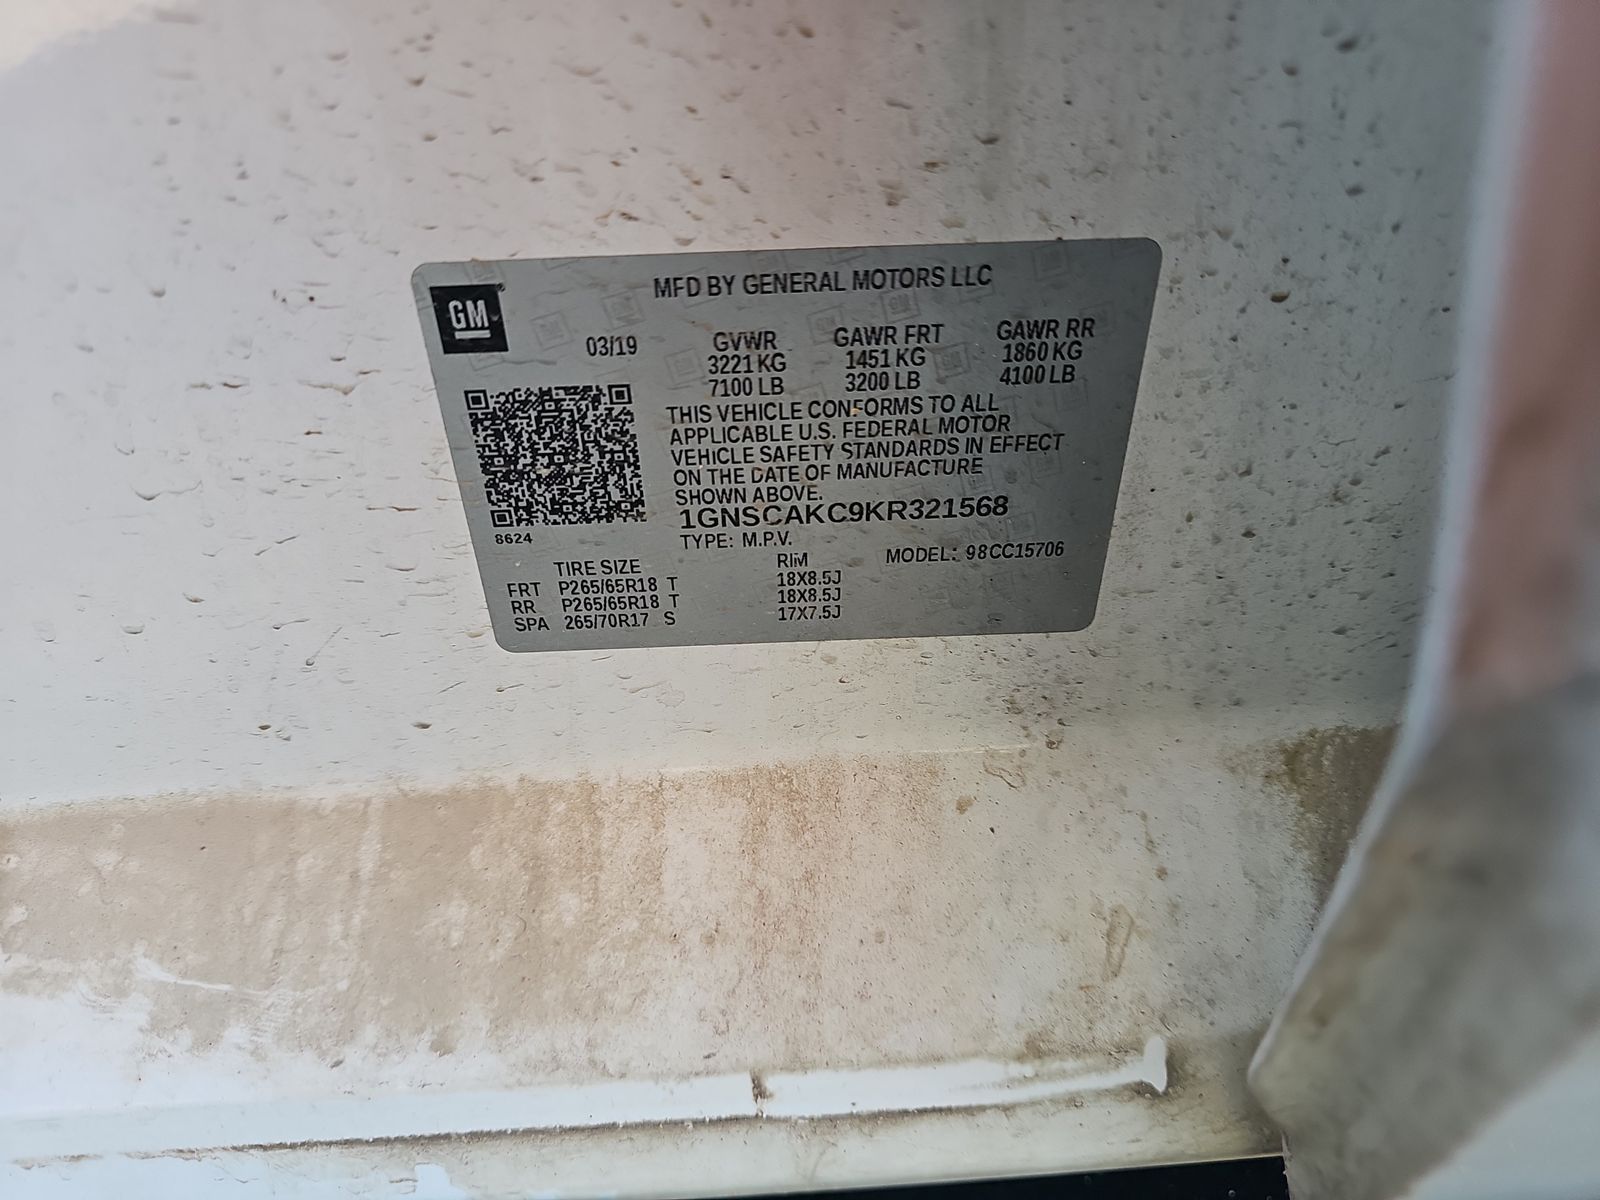 MFD BY GENERAL MOTORS LLC
GM
03/19 GVWR GAWR FRT GAWR RR
3221 KG 1451 KG 1860 KG
7100 LB 3200 LB 4100 LB
THIS VEHICLE CONFORMS TO ALL
APPLICABLE U.S. FEDERAL MOTOR
VEHICLE SAFETY STANDARDS IN EFFECT
ON THE DATE OF MANUFACTURE
SHOWN ABOVE.
1GNSCAKC9KR321568
8624
TYPE: M.P.V. MODEL: 98CC15706
TIRE SIZE RIM
FRT P265/65R18 T 18X8.5J
RR P265/65R18 T 18X8.5J
SPA 265/70R17 S 17X7.5J